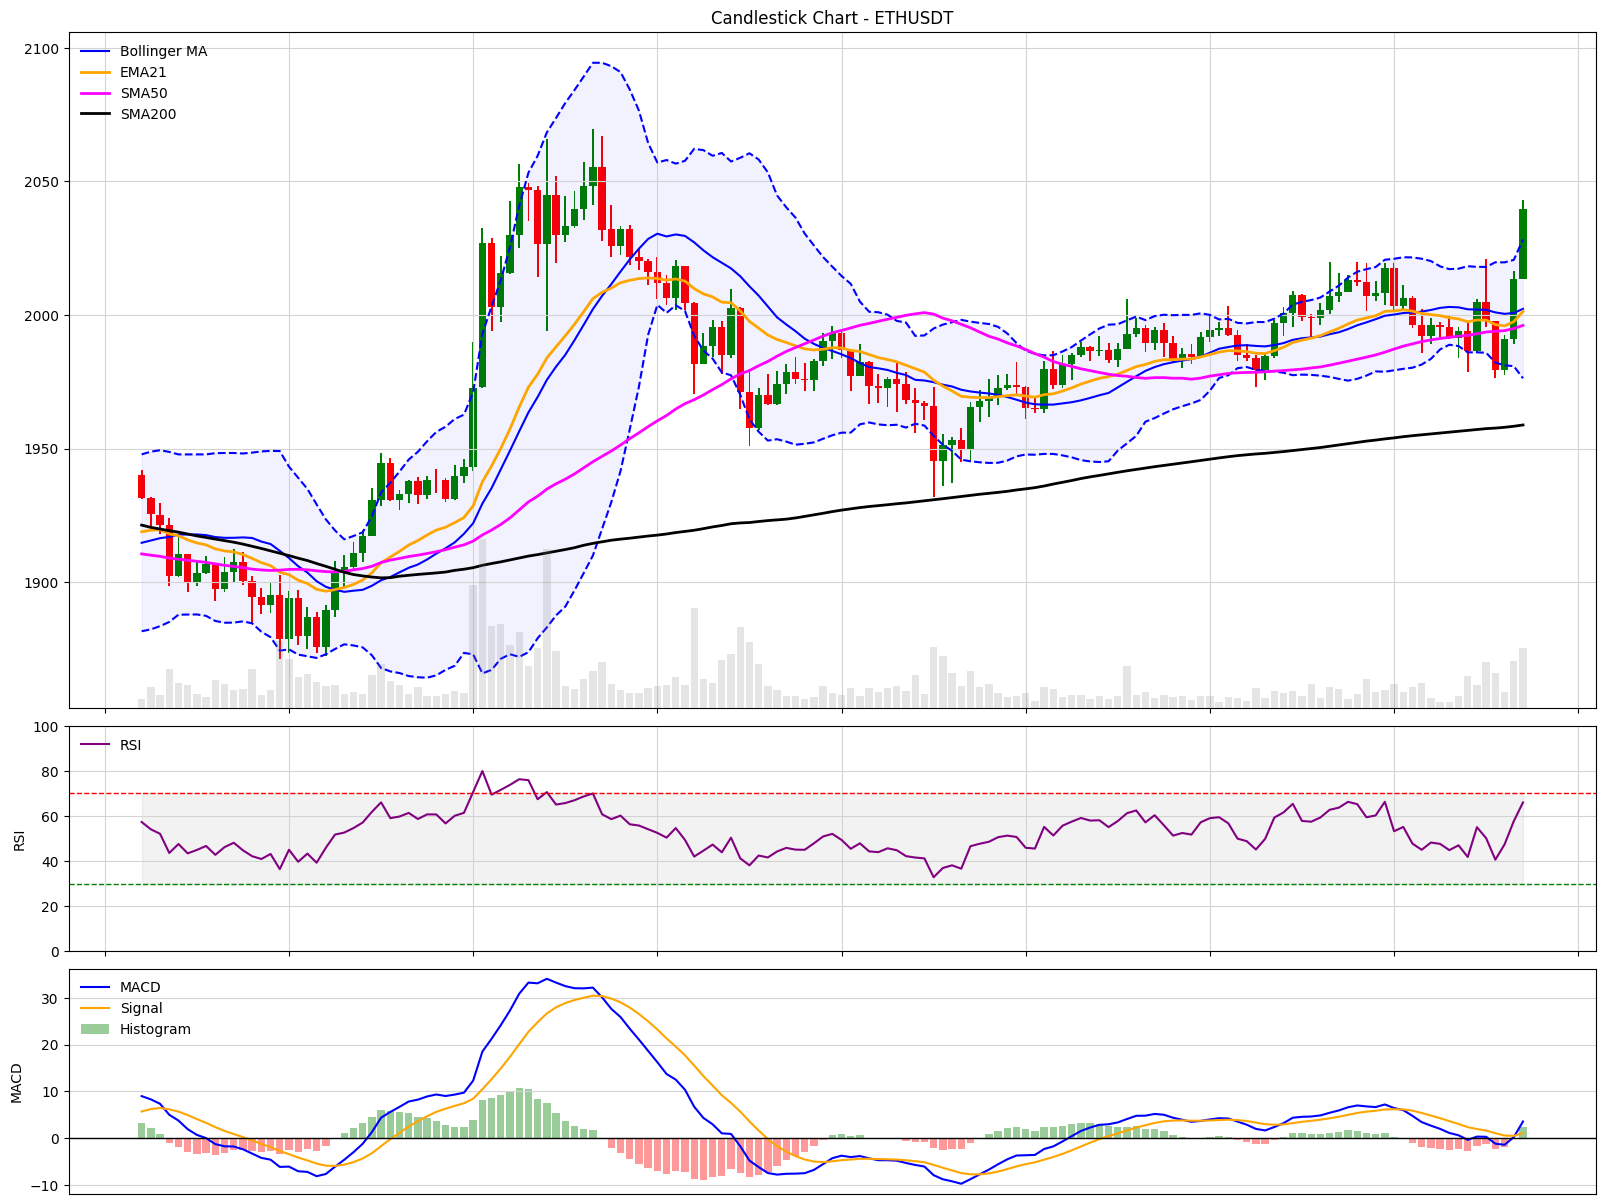 Candlestick Chart - ETHUSDT
Bollinger MA
EMA21
SMA50
SMA200
2100
2050
2000
1950
1900
RSI
RSI
100
80
60
40
20
0
MACD
Signal
Histogram
MACD
30
20
10
0
−10